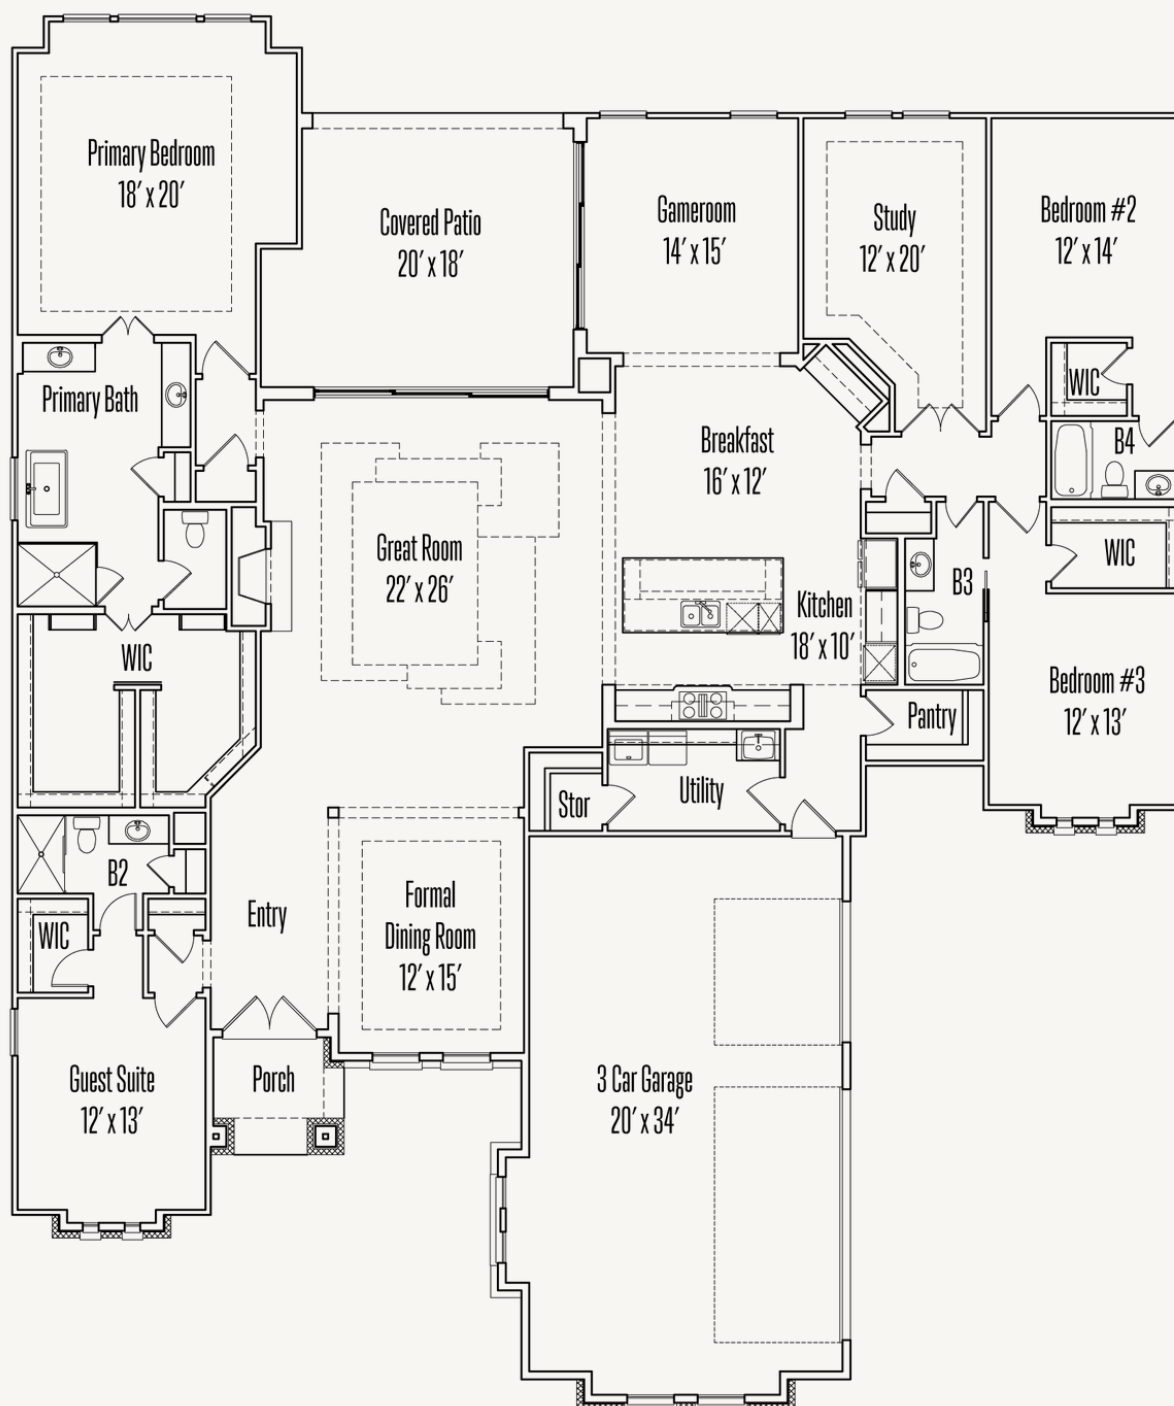 Primary Bedroom
18' x 20'
Covered Patio
20' x 18'
Gameroom
14' x 15'
Study
12' x 20'
Bedroom #2
12' x 14'
Primary Bath
WIC
B4
Breakfast
16' x 12'
Great Room
22' x 26'
WIC
B3
Kitchen
18' x 10'
WIC
Bedroom #3
12' x 13'
Pantry
Utility
Stor
B2
Entry
Formal
Dining Room
12' x 15'
WIC
Guest Suite
12' x 13'
Porch
3 Car Garage
20' x 34'